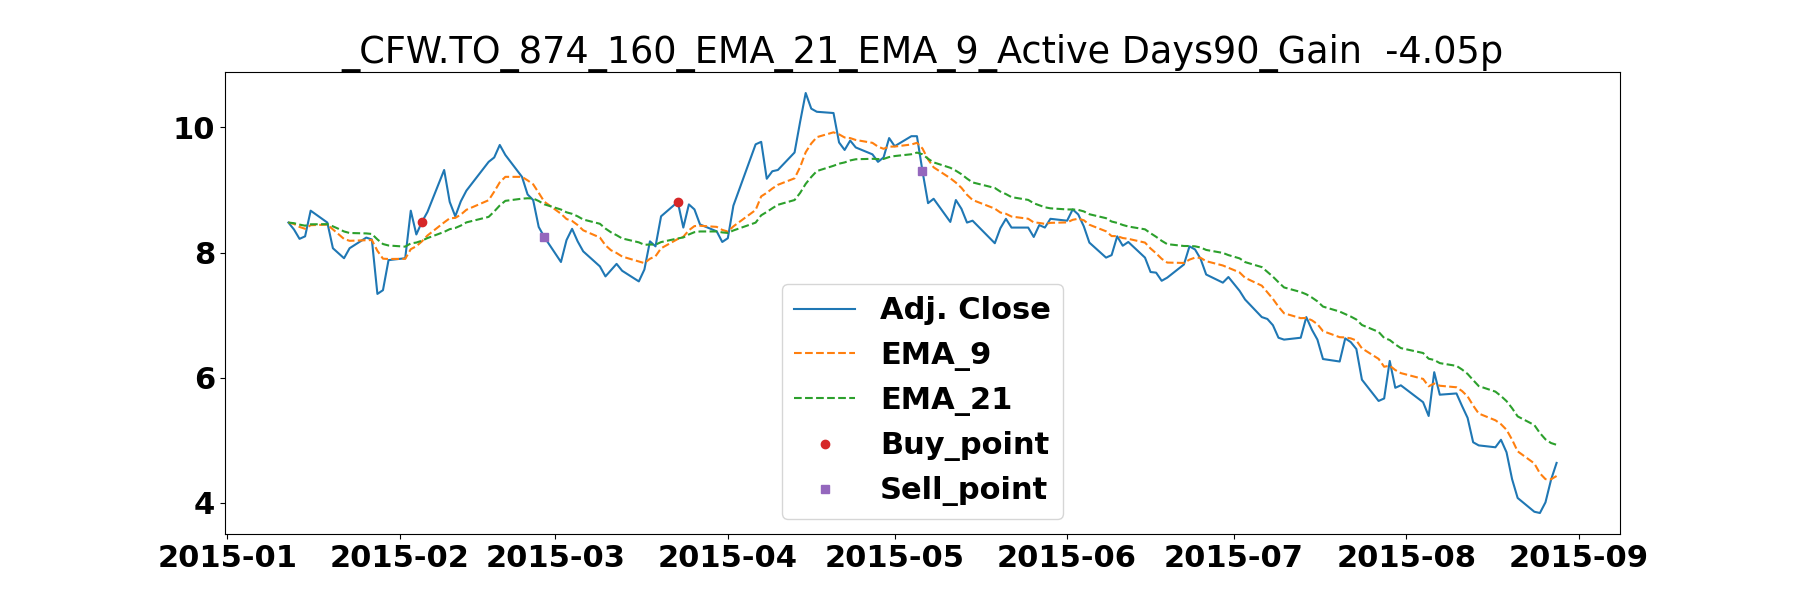 _CFW.TO_874_160_EMA_21_EMA_9_Active Days90_Gain  -4.05p
10
8
6
4
Adj. Close
EMA_9
EMA_21
Buy_point
Sell_point
2015-01 2015-02 2015-03 2015-04 2015-05 2015-06 2015-07 2015-08 2015-09